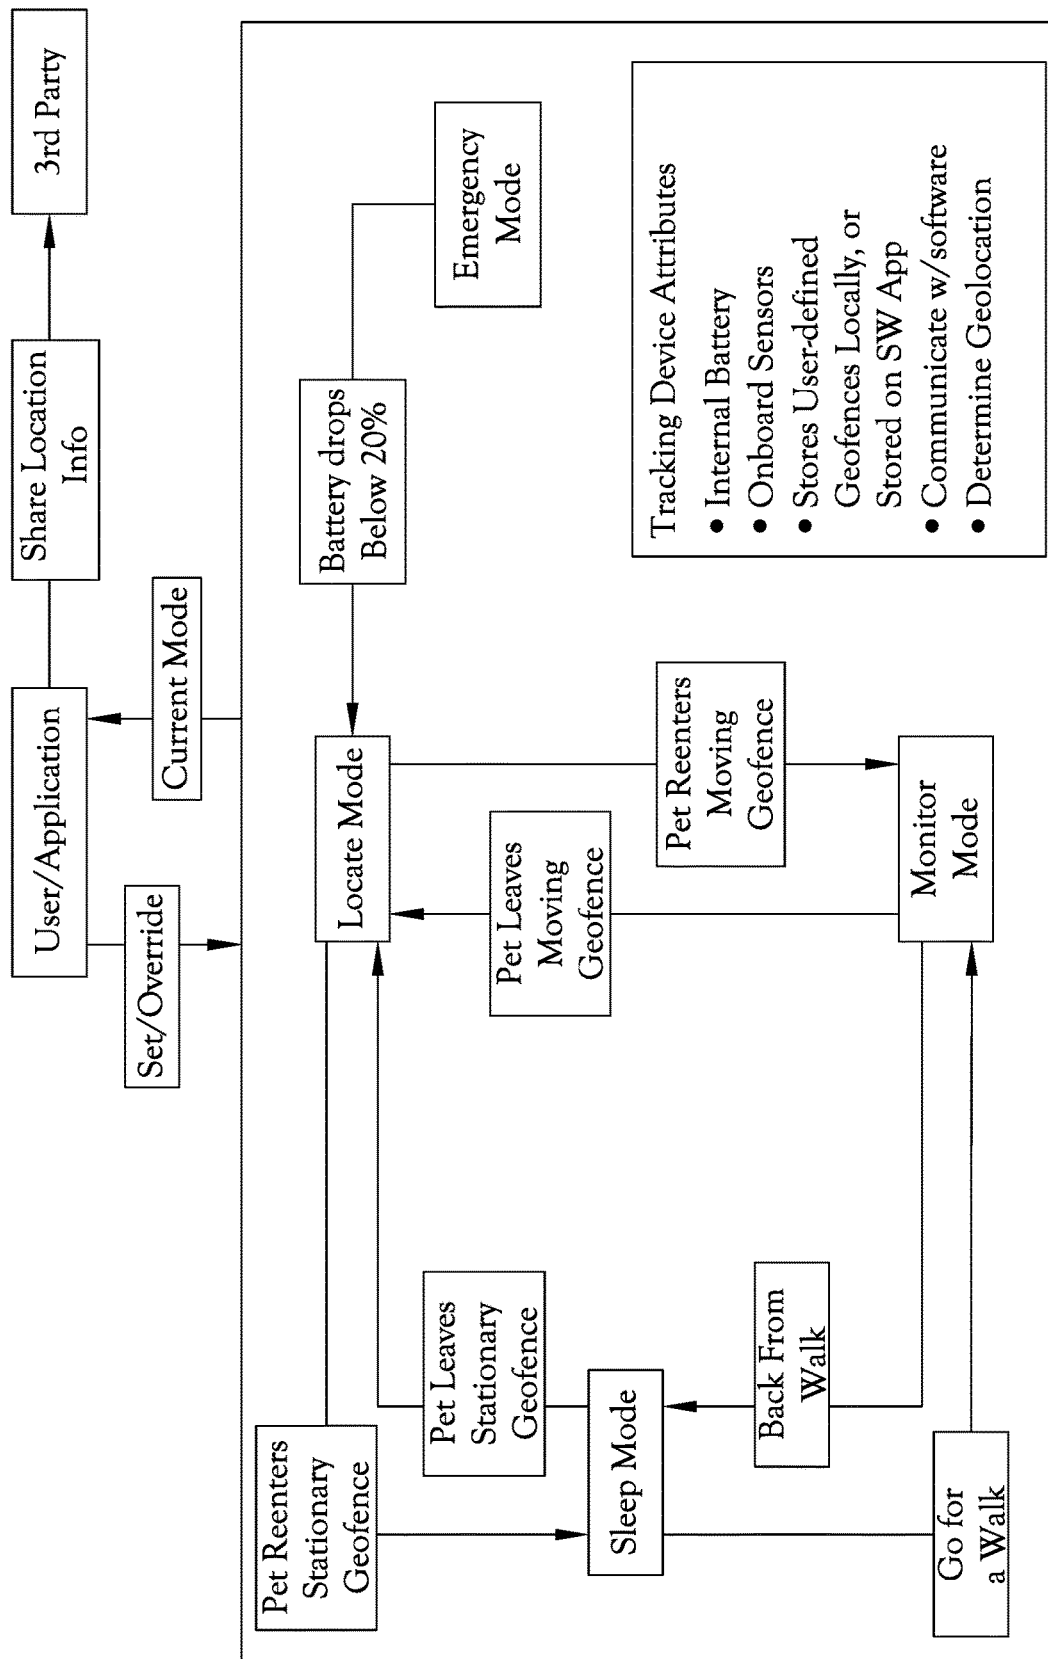 User/Application
Share Location
Info
3rd Party
Set/Override
Current Mode
Pet Reenters
Stationary
Geofence
Locate Mode
Battery drops
Below 20%
Emergency
Mode
Pet Leaves
Stationary
Geofence
Pet Leaves
Moving
Geofence
Pet Reenters
Moving
Geofence
Sleep Mode
Back From
Walk
Go for
a Walk
Monitor
Mode
Tracking Device Attributes
● Internal Battery
● Onboard Sensors
● Stores User-defined
Geofences Locally, or
Stored on SW App
● Communicate w/software
● Determine Geolocation